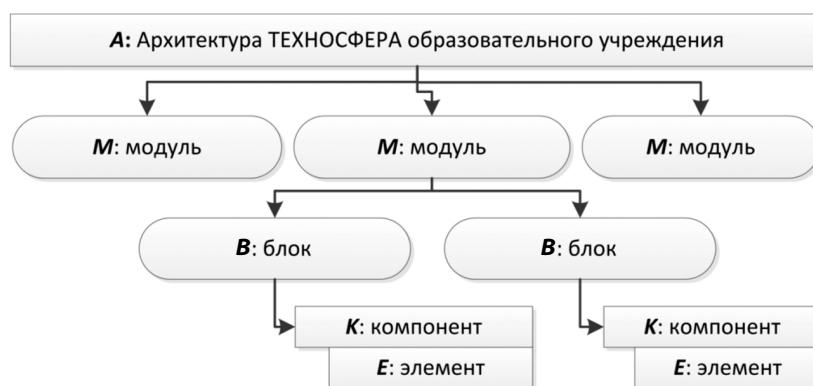 A: Архитектура ТЕХНОСФЕРА образовательного учреждения
M: модуль
M: модуль
M: модуль
B: блок
B: блок
K: компонент
K: компонент
E: элемент
E: элемент